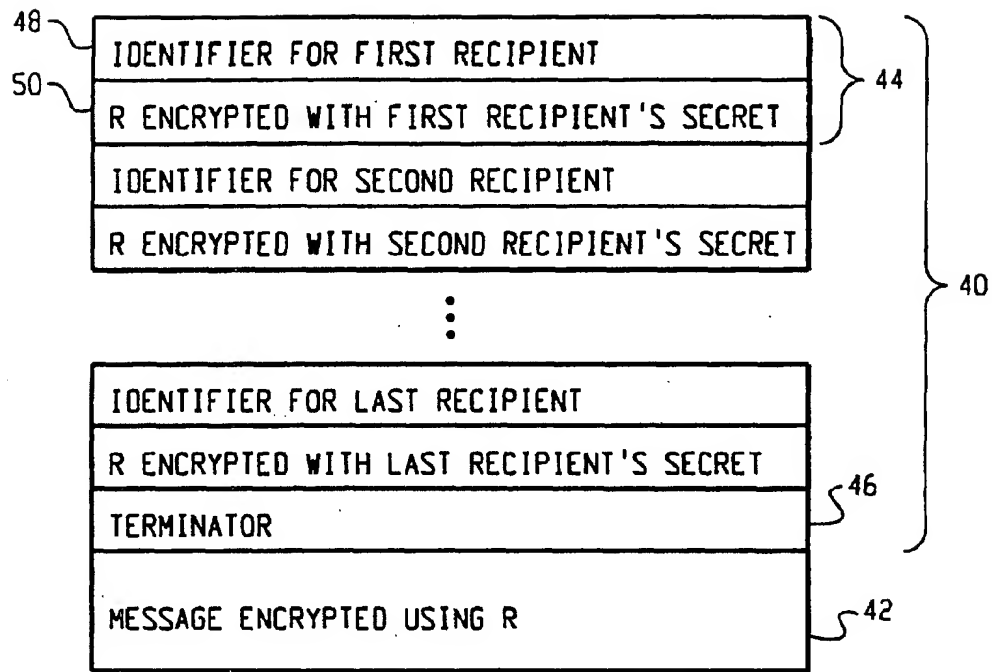 48
IDENTIFIER FOR FIRST RECIPIENT
44
50
R ENCRYPTED WITH FIRST RECIPIENT'S SECRET
IDENTIFIER FOR SECOND RECIPIENT
R ENCRYPTED WITH SECOND RECIPIENT'S SECRET
40
IDENTIFIER FOR LAST RECIPIENT
R ENCRYPTED WITH LAST RECIPIENT'S SECRET
46
TERMINATOR
MESSAGE ENCRYPTED USING R
42